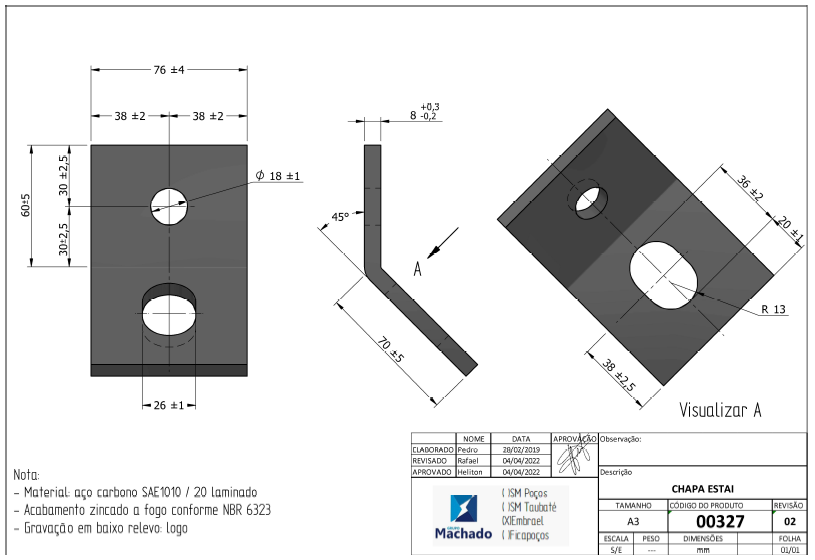 76 ±4
38 ±2
38 ±2
60±5
30 ±2,5
30±2,5
Φ 18 ±1
26 ±1
8 +0,3
-0,2
45°
A
70 ±5
36 ±2
20 ±1
R 13
38 ±2,5
Visualizar A
Nota:
- Material: aço carbono SAE1010 / 20 laminado
- Acabamento zincado a fogo conforme NBR 6323
- Gravação em baixo relevo: logo
NOME DATA APROVAÇÃO Observação:
ELABORADO Pedro 28/02/2019
REVISADO Rafael 04/04/2022
APROVADO Heliton 04/04/2022
Descrição
CHAPA ESTAI
TAMANHO CÓDIGO DO PRODUTO REVISÃO
A3 00327 02
ESCALA PESO DIMENSÕES FOLHA
S/E --- mm 01/01
GRUPO
Machado
( )SM Poços
( )SM Taubaté
(X)Embrael
( )Ficapoços